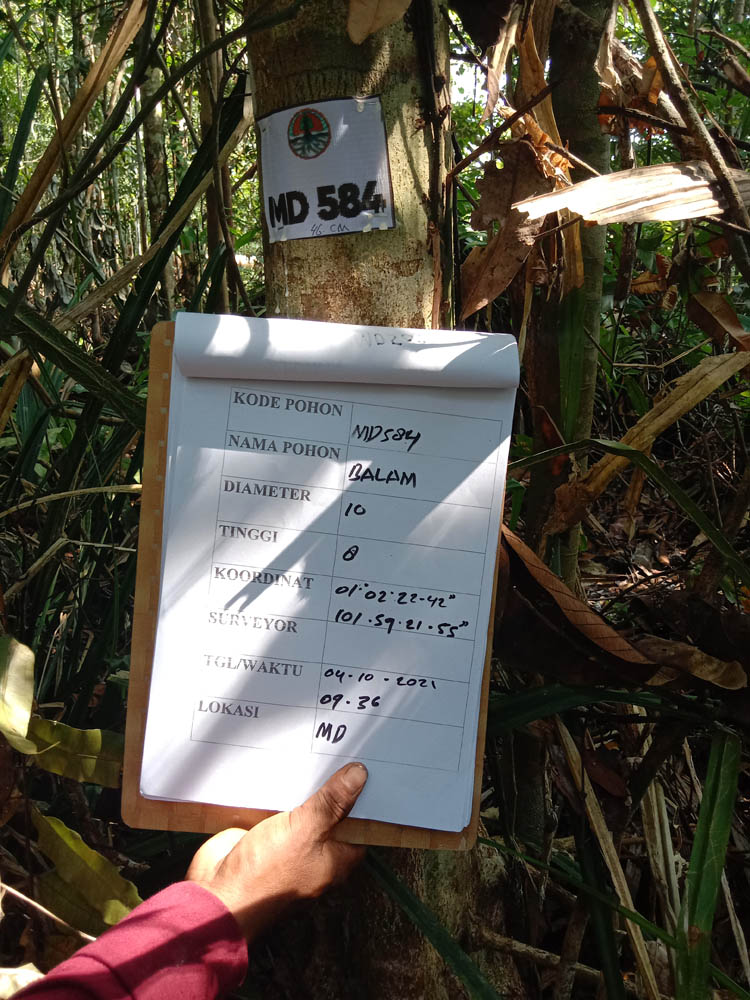 MD 584
46 CM
KODE POHON MD584
NAMA POHON BALAM
DIAMETER 10
TINGGI 8
KOORDINAT 01°02'22.42"
101.59.21.55"
SURVEYOR
TGL/WAKTU 04.10.2021
09.36
LOKASI MD